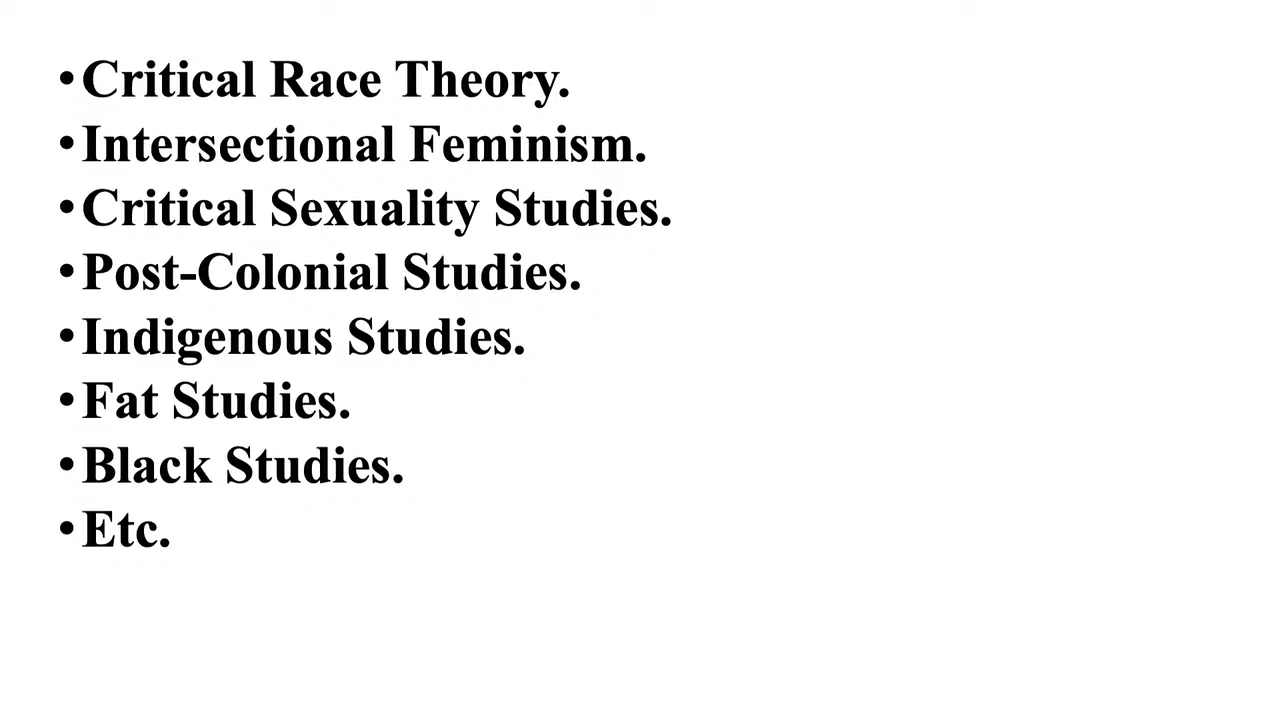 •Critical Race Theory.
•Intersectional Feminism.
•Critical Sexuality Studies.
•Post-Colonial Studies.
•Indigenous Studies.
•Fat Studies.
•Black Studies.
•Etc.